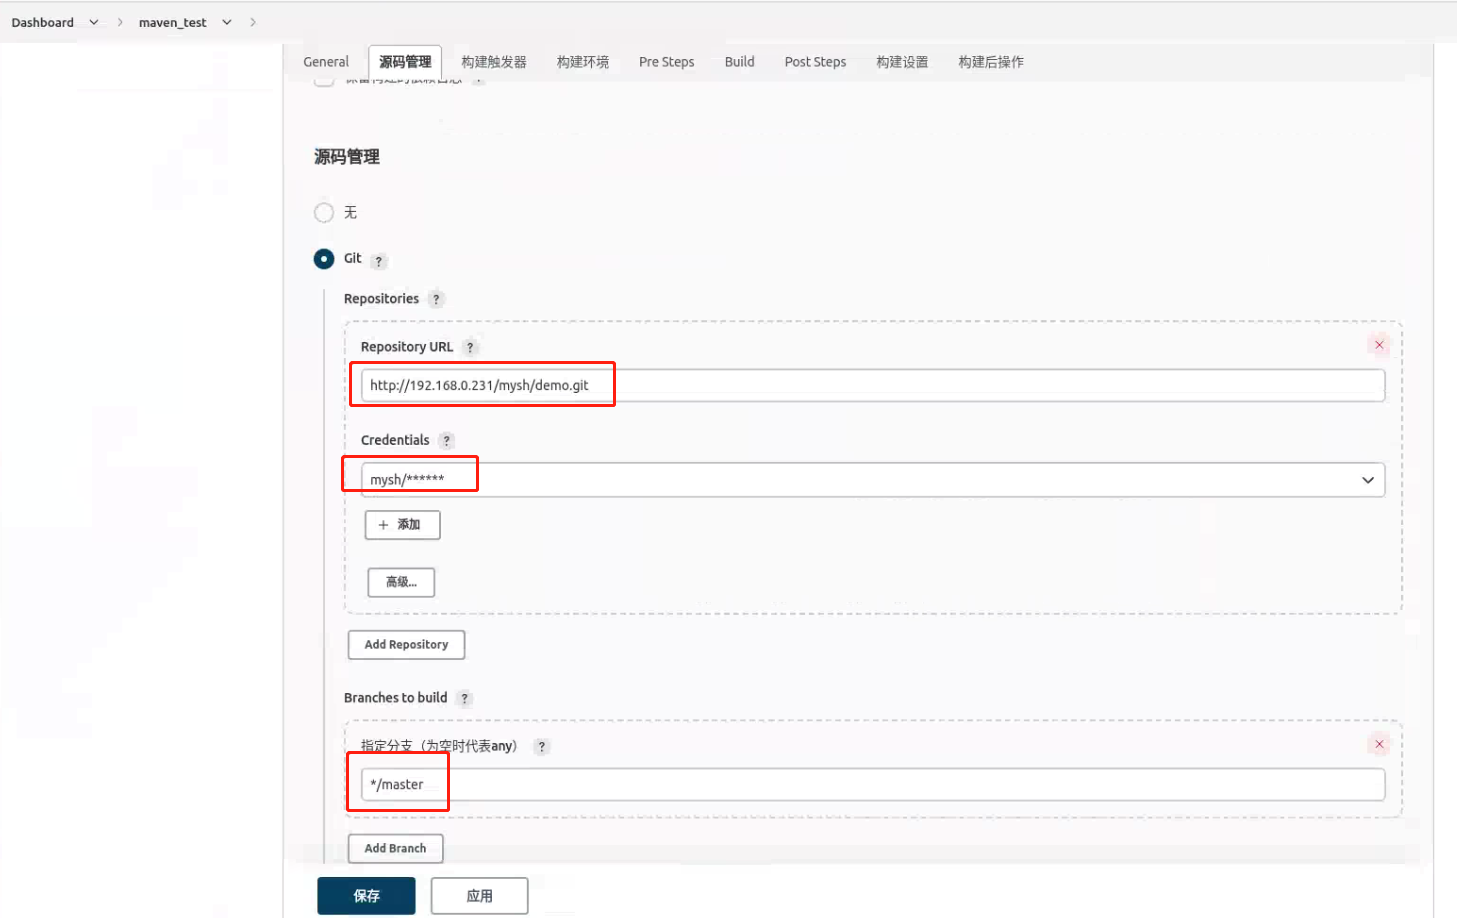 Dashboard maven_test
General 源码管理 构建触发器 构建环境 Pre Steps Build Post Steps 构建设置 构建后操作
源码管理
无
Git ?
Repositories ?
Repository URL ?
http://192.168.0.231/mysh/demo.git
Credentials ?
mysh/******
+ 添加
高级...
Add Repository
Branches to build ?
指定分支（为空时代表any） ?
*/master
Add Branch
保存 应用